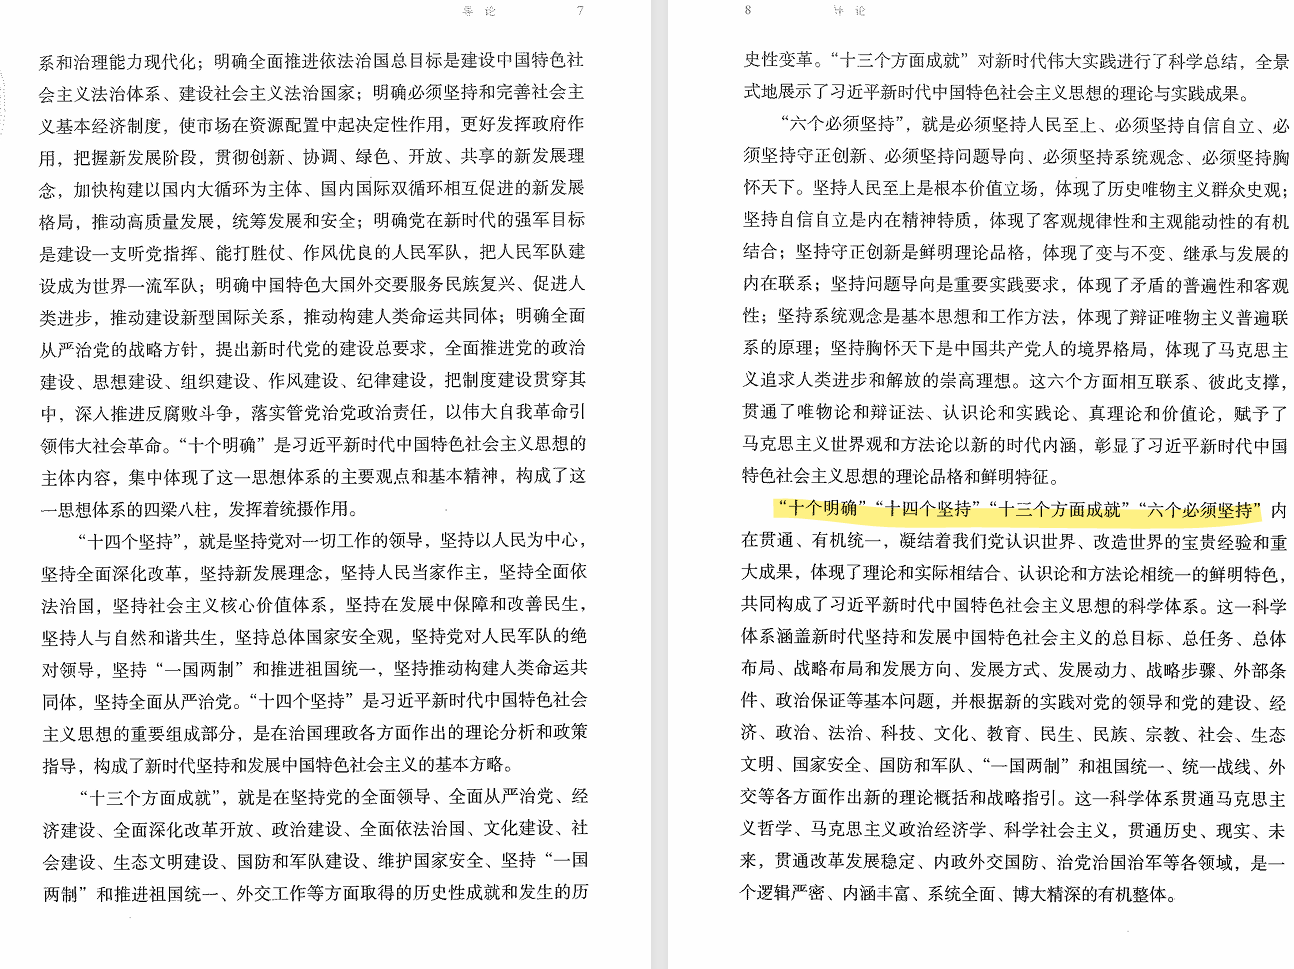 导 论 7
系和治理能力现代化；明确全面推进依法治国总目标是建设中国特色社
会主义法治体系、建设社会主义法治国家；明确必须坚持和完善社会主
义基本经济制度，使市场在资源配置中起决定性作用，更好发挥政府作
用，把握新发展阶段，贯彻创新、协调、绿色、开放、共享的新发展理
念，加快构建以国内大循环为主体、国内国际双循环相互促进的新发展
格局，推动高质量发展，统筹发展和安全；明确党在新时代的强军目标
是建设一支听党指挥、能打胜仗、作风优良的人民军队，把人民军队建
设成为世界一流军队；明确中国特色大国外交要服务民族复兴、促进人
类进步，推动建设新型国际关系，推动构建人类命运共同体；明确全面
从严治党的战略方针，提出新时代党的建设总要求，全面推进党的政治
建设、思想建设、组织建设、作风建设、纪律建设，把制度建设贯穿其
中，深入推进反腐败斗争，落实管党治党政治责任，以伟大自我革命引
领伟大社会革命。“十个明确”是习近平新时代中国特色社会主义思想的
主体内容，集中体现了这一思想体系的主要观点和基本精神，构成了这
一思想体系的四梁八柱，发挥着统摄作用。
“十四个坚持”，就是坚持党对一切工作的领导，坚持以人民为中心，
坚持全面深化改革，坚持新发展理念，坚持人民当家作主，坚持全面依
法治国，坚持社会主义核心价值体系，坚持在发展中保障和改善民生，
坚持人与自然和谐共生，坚持总体国家安全观，坚持党对人民军队的绝
对领导，坚持“一国两制”和推进祖国统一，坚持推动构建人类命运共
同体，坚持全面从严治党。“十四个坚持”是习近平新时代中国特色社会
主义思想的重要组成部分，是在治国理政各方面作出的理论分析和政策
指导，构成了新时代坚持和发展中国特色社会主义的基本方略。
“十三个方面成就”，就是在坚持党的全面领导、全面从严治党、经
济建设、全面深化改革开放、政治建设、全面依法治国、文化建设、社
会建设、生态文明建设、国防和军队建设、维护国家安全、坚持“一国
两制”和推进祖国统一、外交工作等方面取得的历史性成就和发生的历
8 导 论
史性变革。“十三个方面成就”对新时代伟大实践进行了科学总结，全景
式地展示了习近平新时代中国特色社会主义思想的理论与实践成果。
“六个必须坚持”，就是必须坚持人民至上、必须坚持自信自立、必
须坚持守正创新、必须坚持问题导向、必须坚持系统观念、必须坚持胸
怀天下。坚持人民至上是根本价值立场，体现了历史唯物主义群众史观；
坚持自信自立是内在精神特质，体现了客观规律性和主观能动性的有机
结合；坚持守正创新是鲜明理论品格，体现了变与不变、继承与发展的
内在联系；坚持问题导向是重要实践要求，体现了矛盾的普遍性和客观
性；坚持系统观念是基本思想和工作方法，体现了辩证唯物主义普遍联
系的原理；坚持胸怀天下是中国共产党人的境界格局，体现了马克思主
义追求人类进步和解放的崇高理想。这六个方面相互联系、彼此支撑，
贯通了唯物论和辩证法、认识论和实践论、真理论和价值论，赋予了
马克思主义世界观和方法论以新的时代内涵，彰显了习近平新时代中国
特色社会主义思想的理论品格和鲜明特征。
“十个明确”“十四个坚持”“十三个方面成就”“六个必须坚持”内
在贯通、有机统一，凝结着我们党认识世界、改造世界的宝贵经验和重
大成果，体现了理论和实际相结合、认识论和方法论相统一的鲜明特色，
共同构成了习近平新时代中国特色社会主义思想的科学体系。这一科学
体系涵盖新时代坚持和发展中国特色社会主义的总目标、总任务、总体
布局、战略布局和发展方向、发展方式、发展动力、战略步骤、外部条
件、政治保证等基本问题，并根据新的实践对党的领导和党的建设、经
济、政治、法治、科技、文化、教育、民生、民族、宗教、社会、生态
文明、国家安全、国防和军队、“一国两制”和祖国统一、统一战线、外
交等各方面作出新的理论概括和战略指引。这一科学体系贯通马克思主
义哲学、马克思主义政治经济学、科学社会主义，贯通历史、现实、未
来，贯通改革发展稳定、内政外交国防、治党治国治军等各领域，是一
个逻辑严密、内涵丰富、系统全面、博大精深的有机整体。